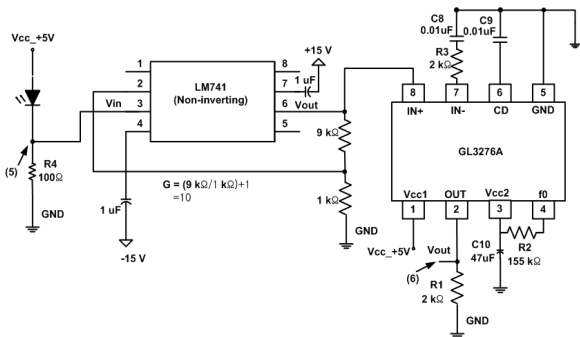 Vcc_+5V
(5)
R4
100Ω
GND
Vin
1
2
3
4
LM741
(Non-inverting)
8
7
6
5
+15 V
1 uF
Vout
G = (9 kΩ/1 kΩ)+1
=10
1 uF
-15 V
9 kΩ
1 kΩ
GND
C8
0.01uF
C9
0.01uF
R3
2 kΩ
8
7
6
5
IN+
IN-
CD
GND
GL3276A
Vcc1
OUT
Vcc2
f0
1
2
3
4
Vcc_+5V
Vout
(6)
R1
2 kΩ
GND
C10
47uF
R2
155 kΩ